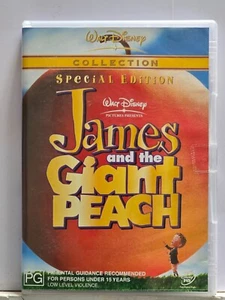 Walt Disney
COLLECTION
SPECIAL EDITION
Walt Disney
PICTURES PRESENTS
James
and the
Giant
PEACH
PG
PARENTAL GUIDANCE RECOMMENDED
FOR PERSONS UNDER 15 YEARS
LOW LEVEL VIOLENCE
DVD